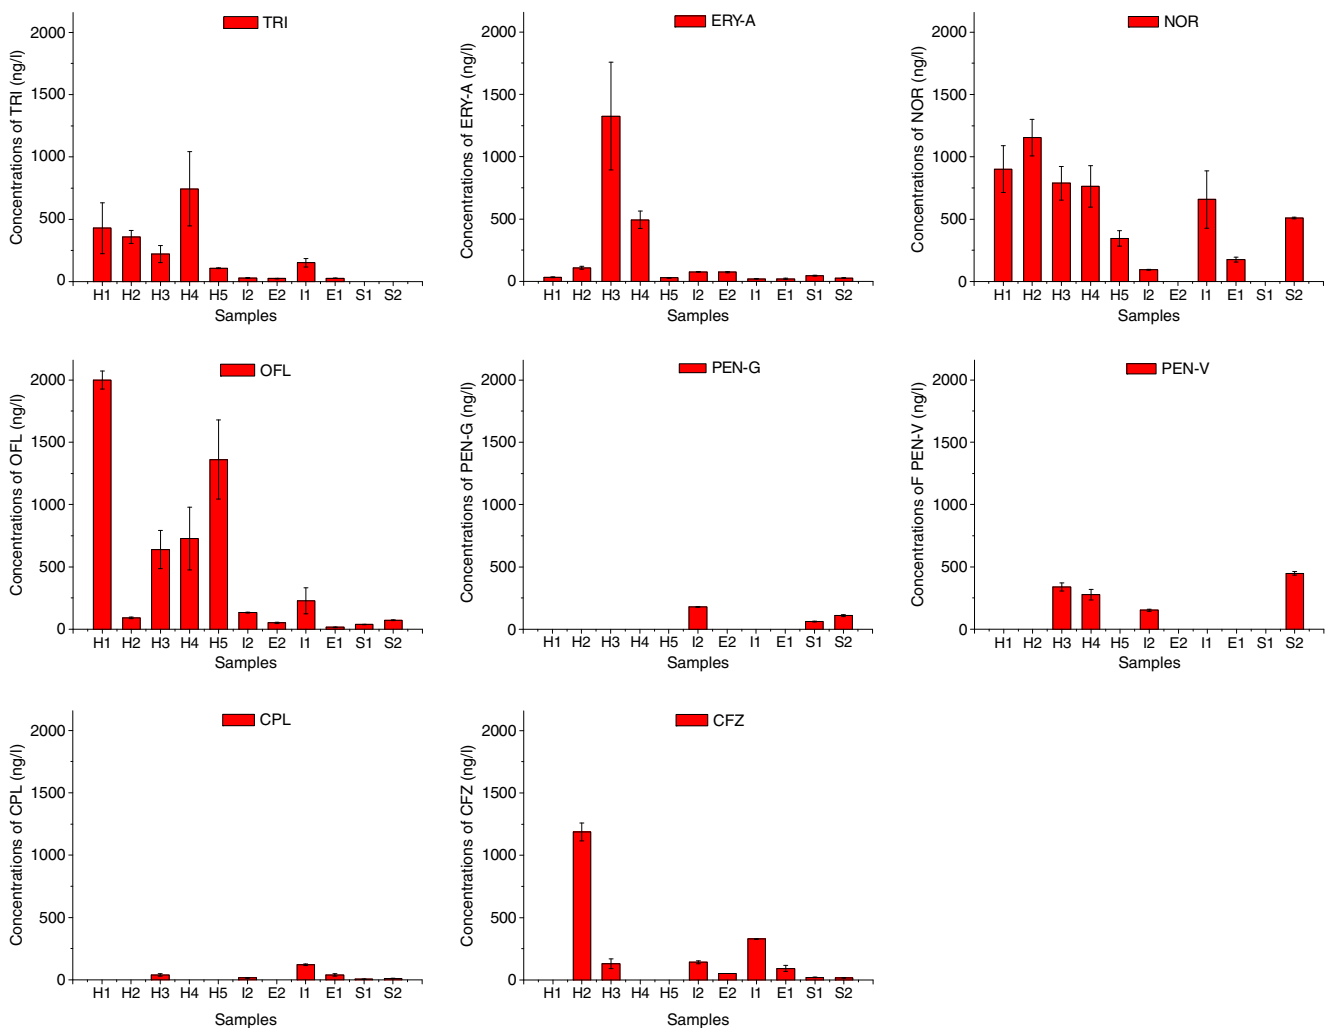 TRI
Concentrations of TRI (ng/l)
2000
1500
1000
500
0
H1 H2 H3 H4 H5 I2 E2 I1 E1 S1 S2
Samples
ERY-A
Concentrations of ERY-A (ng/l)
2000
1500
1000
500
0
H1 H2 H3 H4 H5 I2 E2 I1 E1 S1 S2
Samples
NOR
Concentrations of NOR (ng/l)
2000
1500
1000
500
0
H1 H2 H3 H4 H5 I2 E2 I1 E1 S1 S2
Samples
OFL
Concentrations of OFL (ng/l)
2000
1500
1000
500
0
H1 H2 H3 H4 H5 I2 E2 I1 E1 S1 S2
Samples
PEN-G
Concentrations of PEN-G (ng/l)
2000
1500
1000
500
0
H1 H2 H3 H4 H5 I2 E2 I1 E1 S1 S2
Samples
PEN-V
Concentrations oF PEN-V (ng/l)
2000
1500
1000
500
0
H1 H2 H3 H4 H5 I2 E2 I1 E1 S1 S2
Samples
CPL
Concentrations of CPL (ng/l)
2000
1500
1000
500
0
H1 H2 H3 H4 H5 I2 E2 I1 E1 S1 S2
Samples
CFZ
Concentrations of CFZ (ng/l)
2000
1500
1000
500
0
H1 H2 H3 H4 H5 I2 E2 I1 E1 S1 S2
Samples